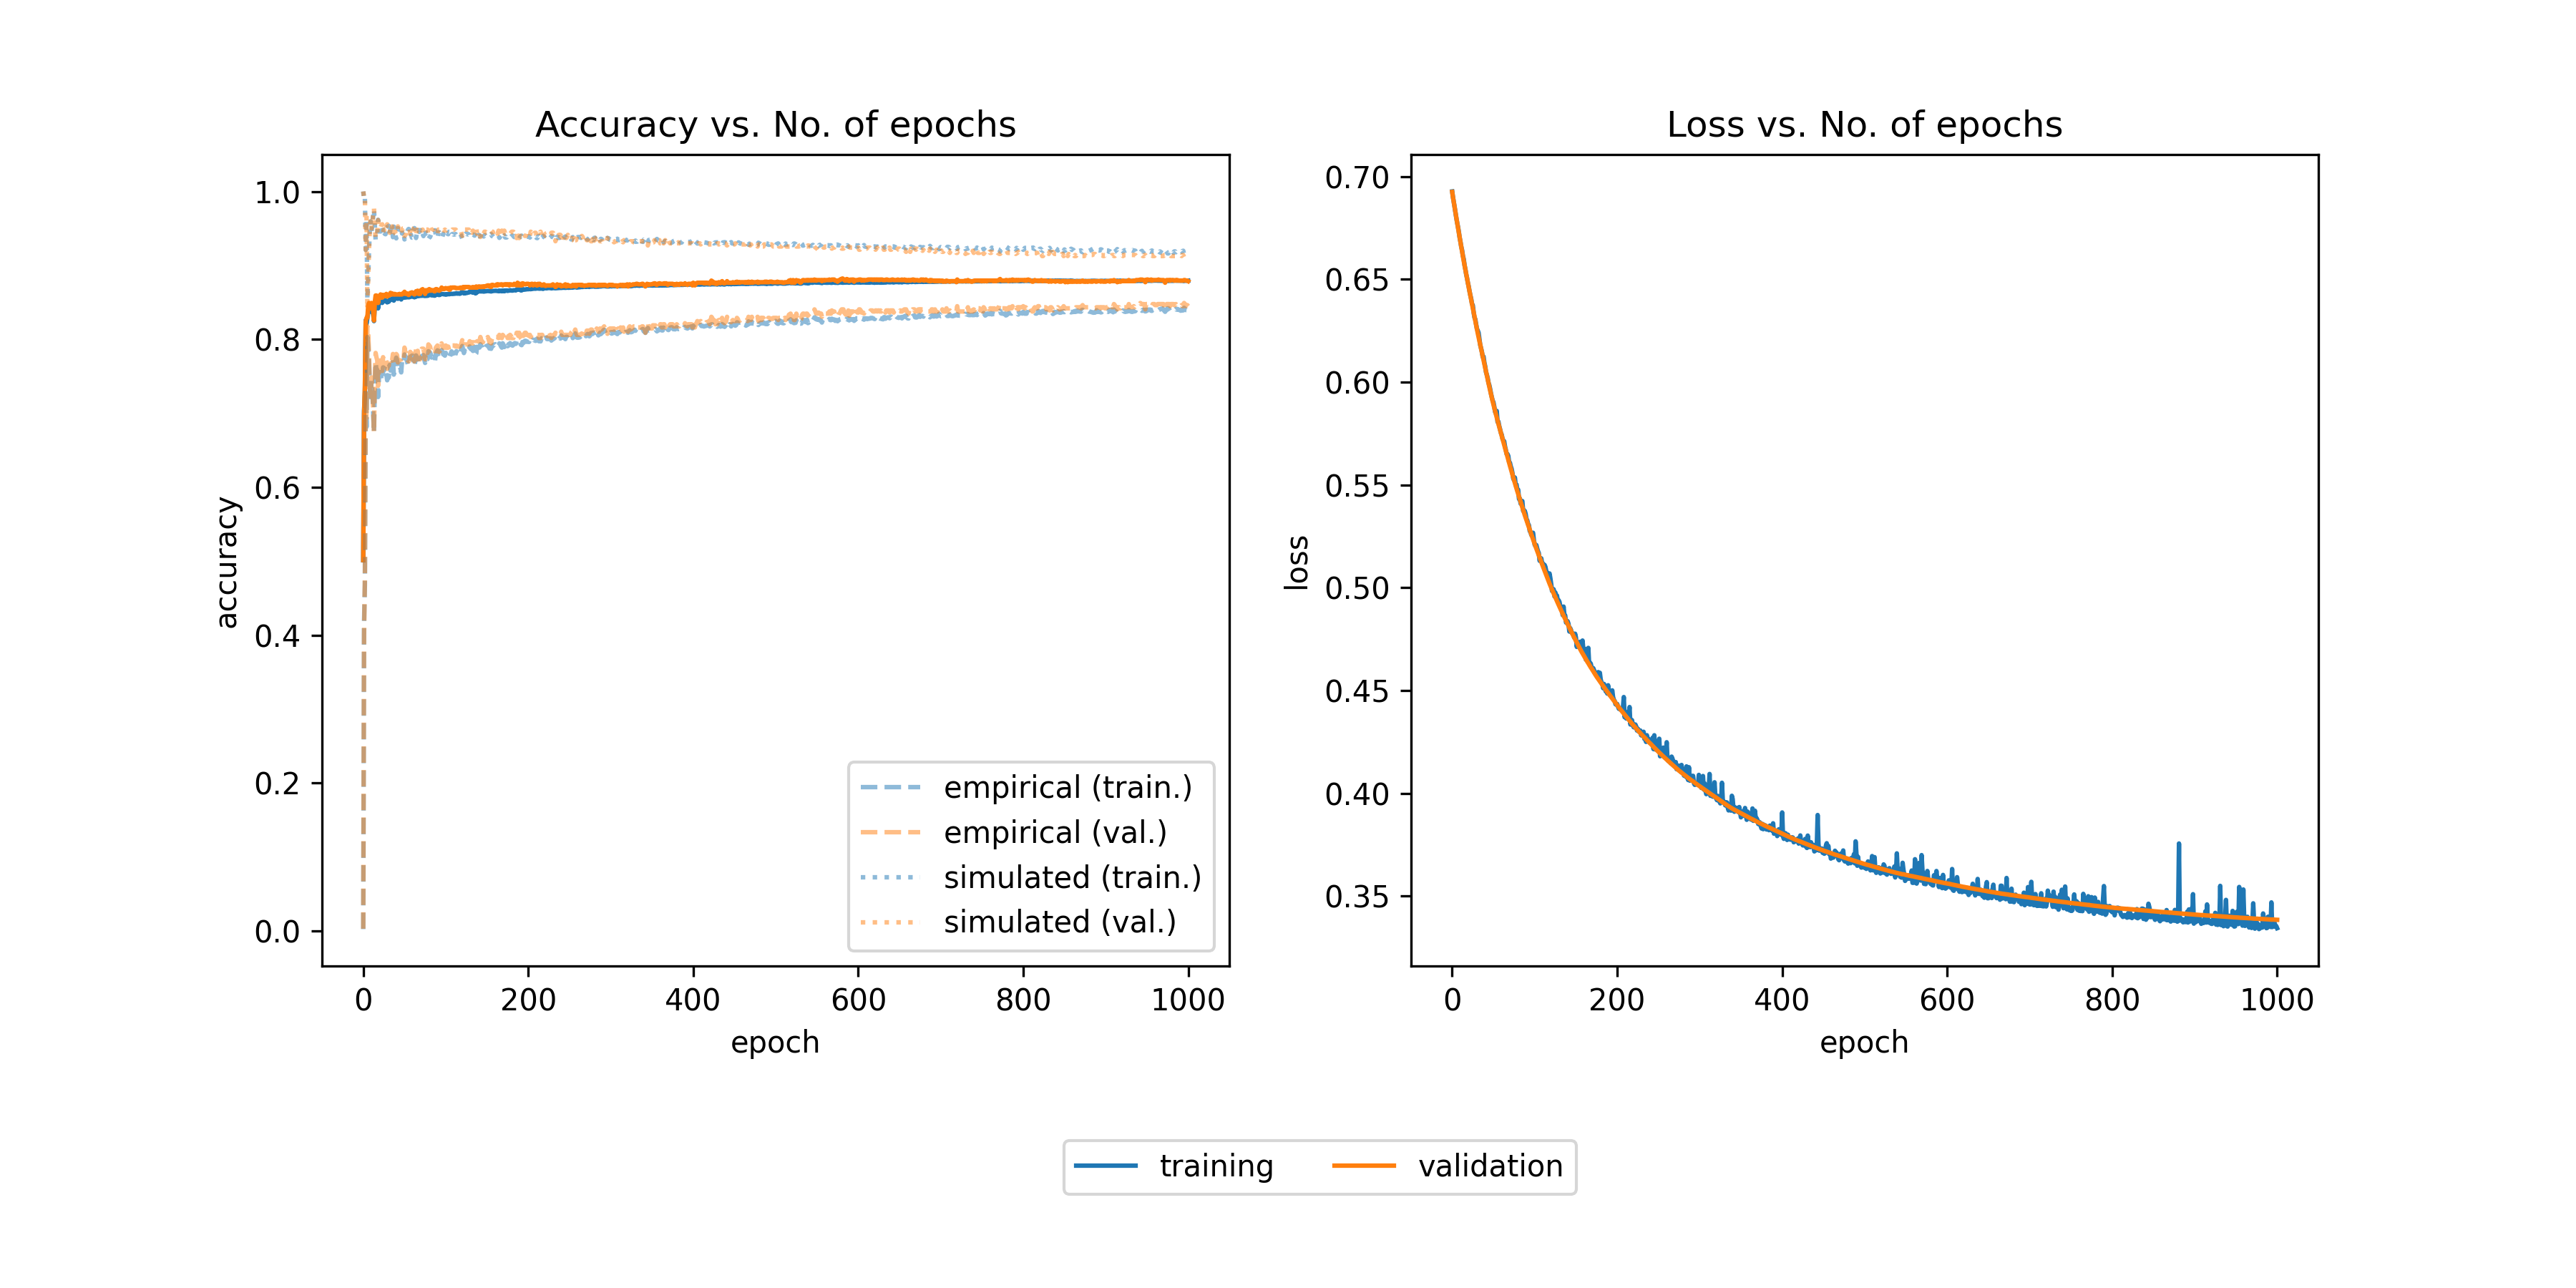 Accuracy vs. No. of epochs
1.0
0.8
0.6
0.4
0.2
0.0
accuracy
0 200 400 600 800 1000
epoch
empirical (train.)
empirical (val.)
simulated (train.)
simulated (val.)
Loss vs. No. of epochs
0.70
0.65
0.60
0.55
0.50
0.45
0.40
0.35
loss
0 200 400 600 800 1000
epoch
training validation